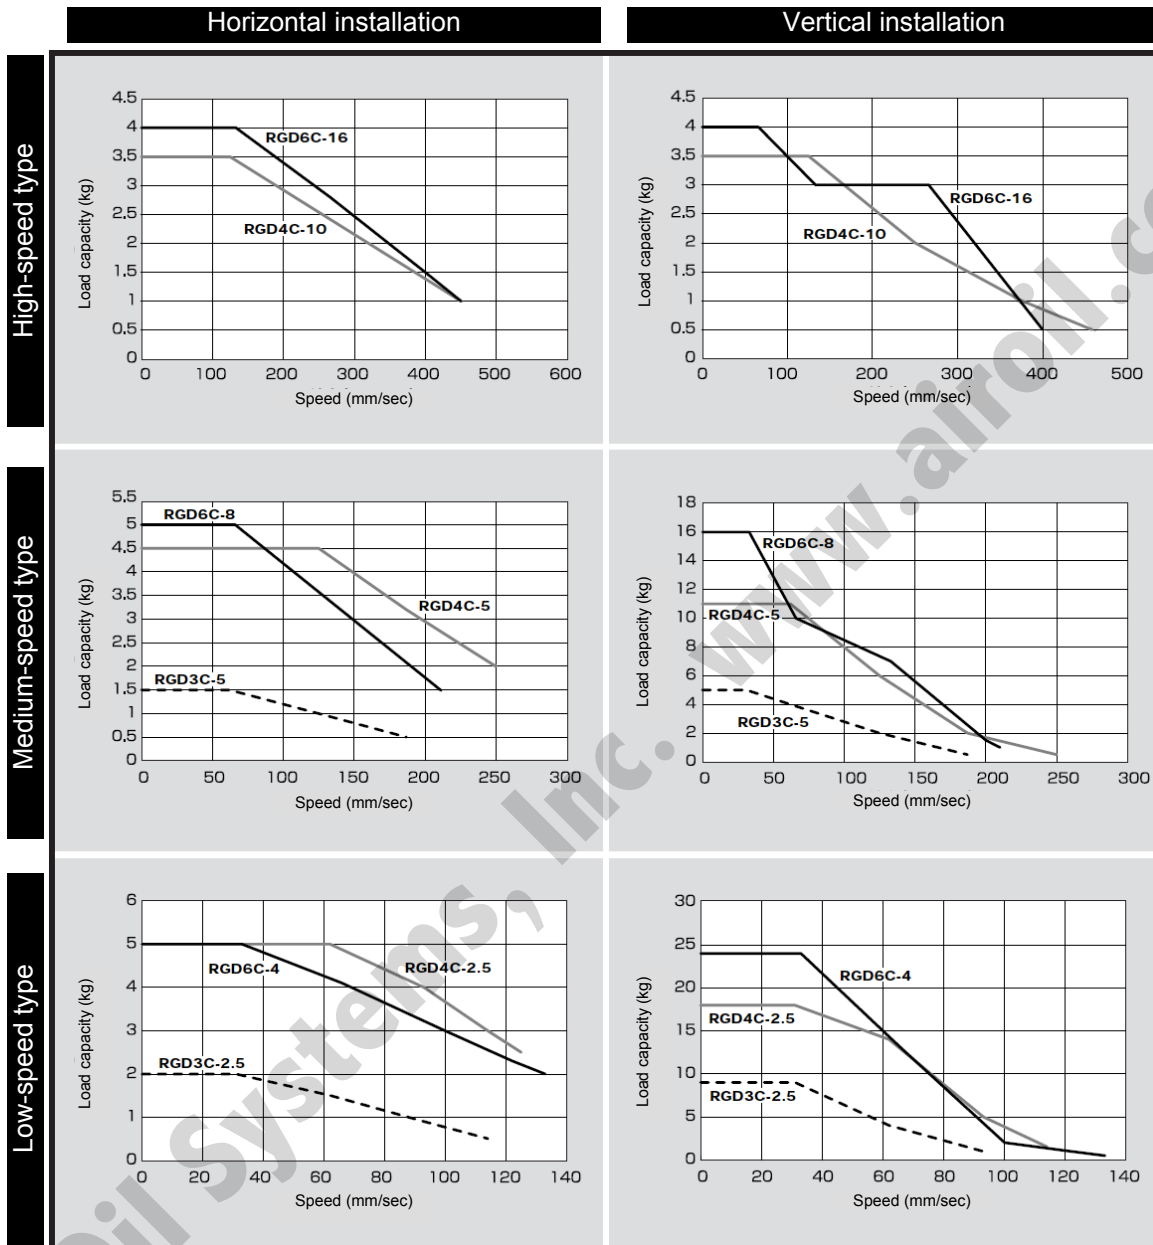 Horizontal installation
Vertical installation
High-speed type
4.5
4
3.5
3
2.5
2
1.5
1
0.5
0
Load capacity (kg)
RGD6C-16
RGD4C-10
0 100 200 300 400 500 600
Speed (mm/sec)
4.5
4
3.5
3
2.5
2
1.5
1
0.5
0
Load capacity (kg)
RGD6C-16
RGD4C-10
0 100 200 300 400 500
Speed (mm/sec)
Medium-speed type
5.5
5
4.5
4
3.5
3
2.5
2
1.5
1
0.5
0
Load capacity (kg)
RGD6C-8
RGD4C-5
RGD3C-5
0 50 100 150 200 250 300
Speed (mm/sec)
18
16
14
12
10
8
6
4
2
0
Load capacity (kg)
RGD6C-8
RGD4C-5
RGD3C-5
0 50 100 150 200 250 300
Speed (mm/sec)
Low-speed type
6
5
4
3
2
1
0
Load capacity (kg)
RGD6C-4
RGD4C-2.5
RGD3C-2.5
0 20 40 60 80 100 120 140
Speed (mm/sec)
30
25
20
15
10
5
0
Load capacity (kg)
RGD6C-4
RGD4C-2.5
RGD3C-2.5
0 20 40 60 80 100 120 140
Speed (mm/sec)
Oil Systems, Inc. www.airoil.co